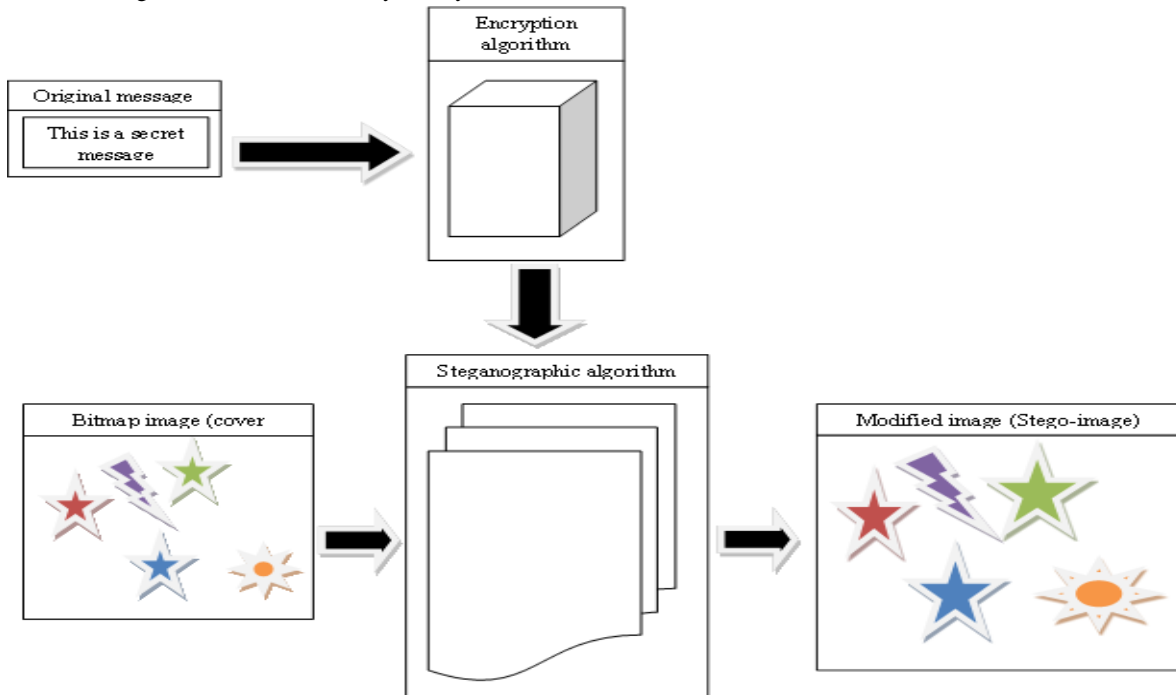 Encryption
algorithm
Original message
This is a secret
message
Steganographic algorithm
Bitmap image (cover
Modified image (Stego-image)